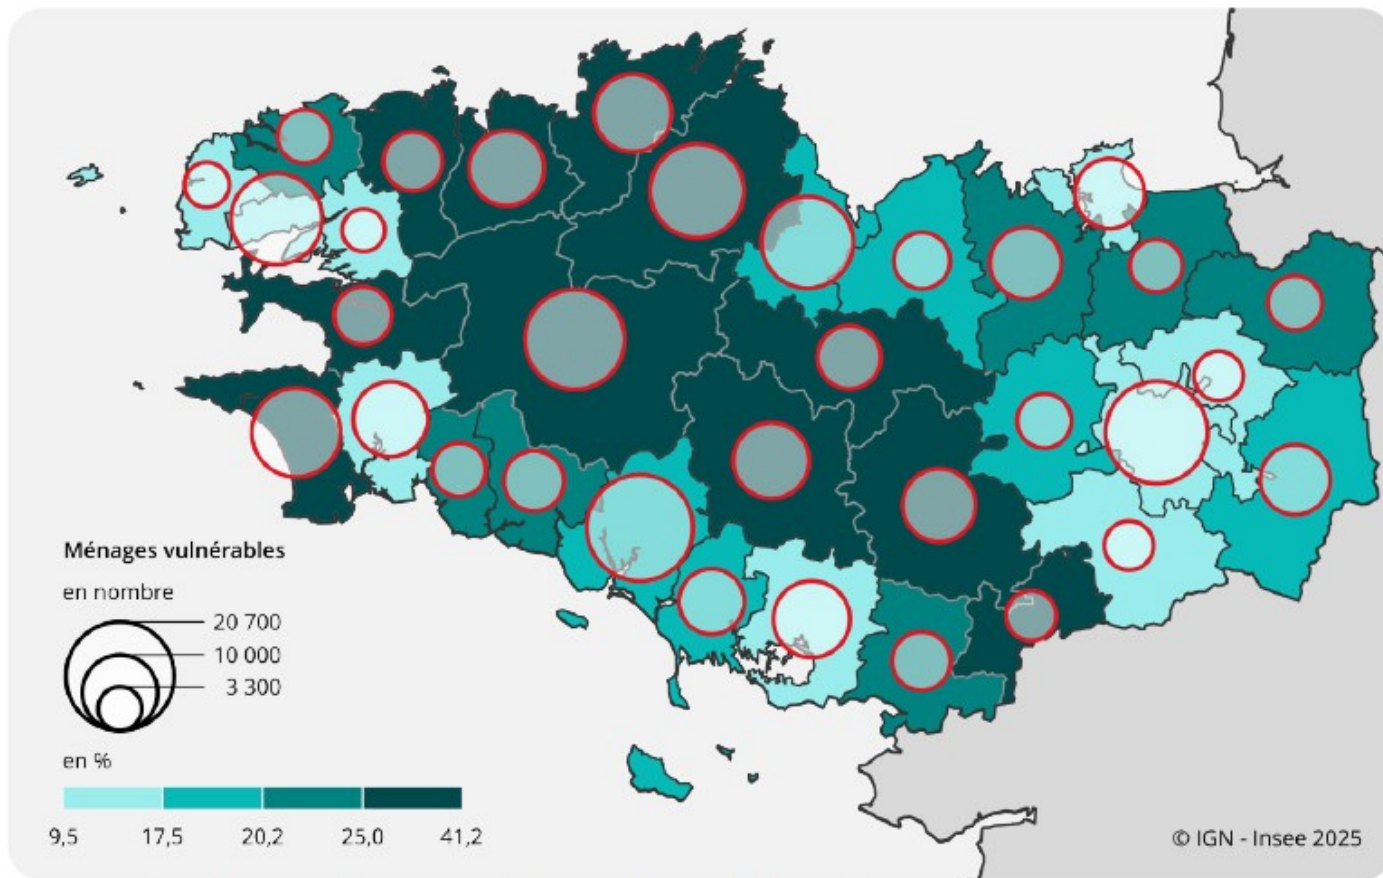 Ménages vulnérables
en nombre
20 700
10 000
3 300
en %
9,5 17,5 20,2 25,0 41,2
© IGN - Insee 2025